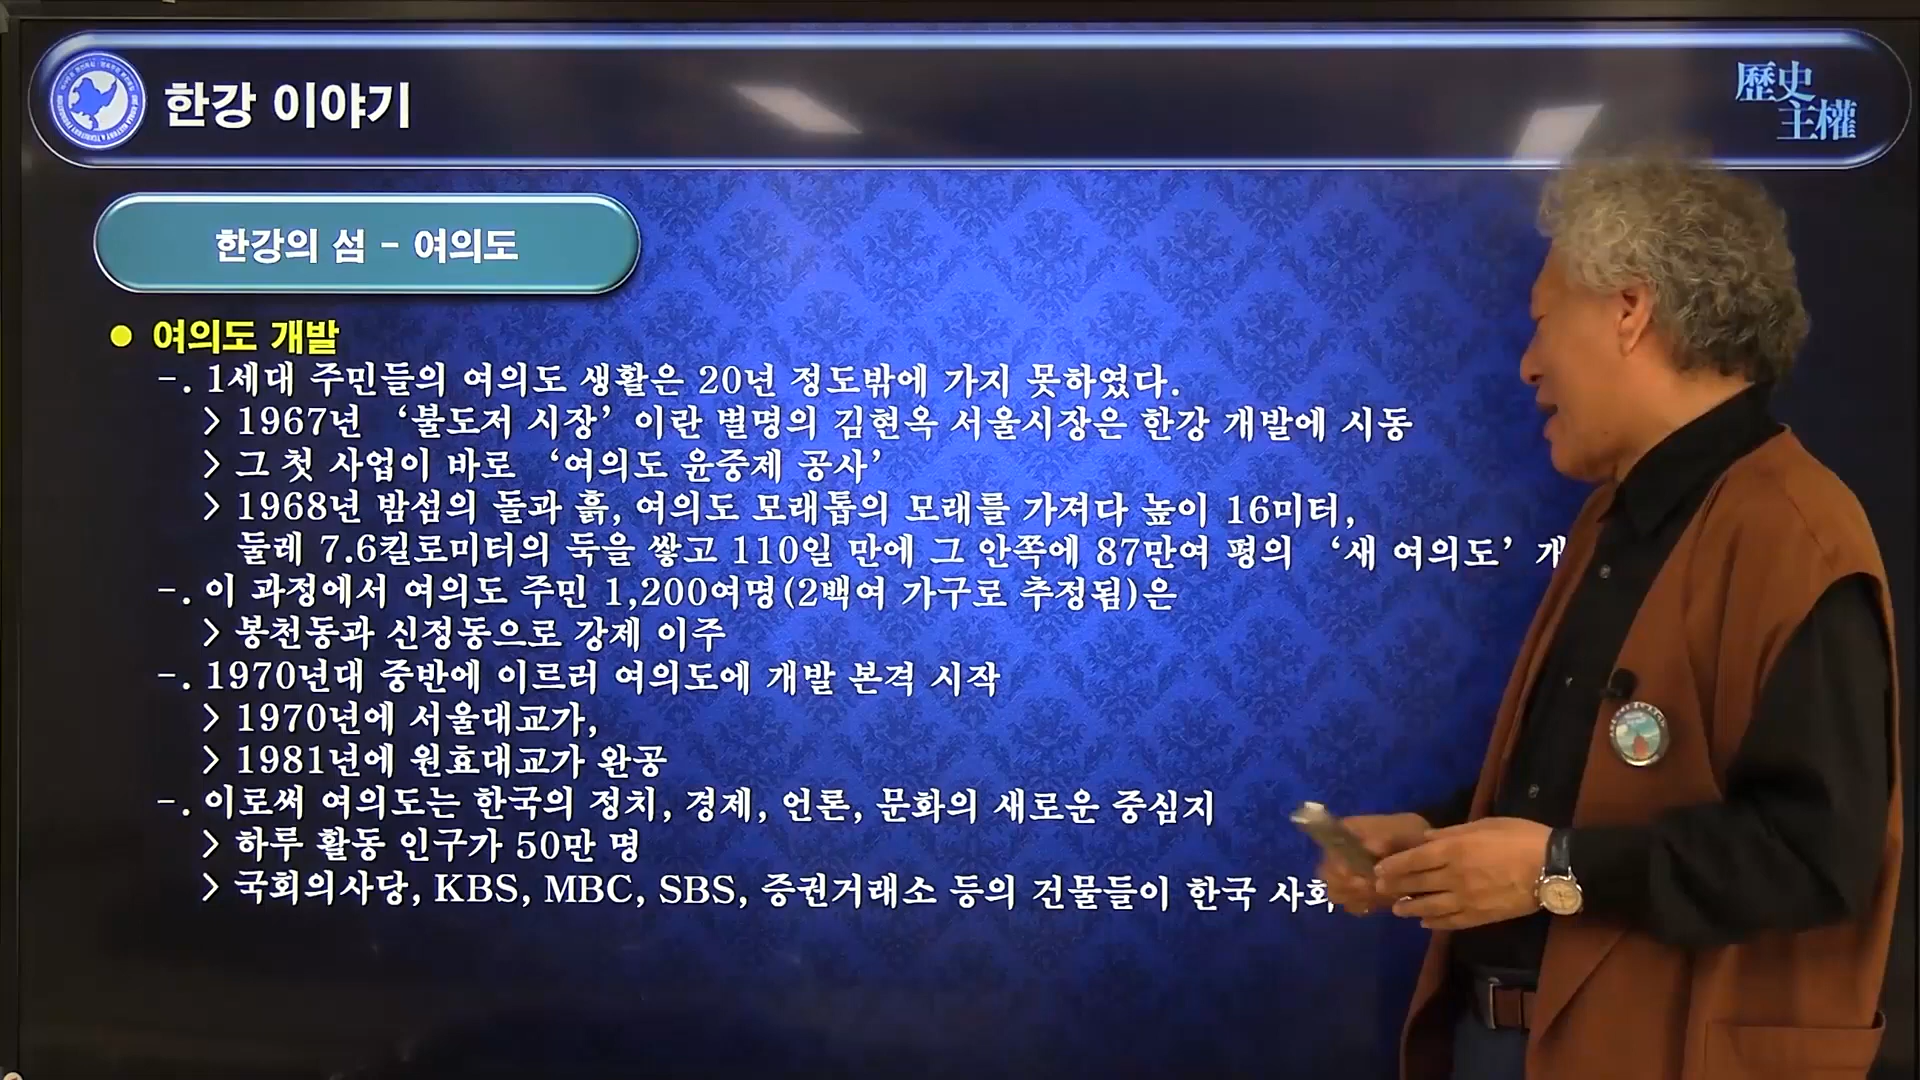 한강 이야기
歷史
主權
한강의 섬 - 여의도
● 여의도 개발
-. 1세대 주민들의 여의도 생활은 20년 정도밖에 가지 못하였다.
> 1967년 ‘불도저 시장’이란 별명의 김현옥 서울시장은 한강 개발에 시동
> 그 첫 사업이 바로 ‘여의도 윤중제 공사’
> 1968년 밤섬의 돌과 흙, 여의도 모래톱의 모래를 가져다 높이 16미터,
둘레 7.6킬로미터의 둑을 쌓고 110일 만에 그 안쪽에 87만여 평의 ‘새 여의도’ 개
-. 이 과정에서 여의도 주민 1,200여명(2백여 가구로 추정됨)은
> 봉천동과 신정동으로 강제 이주
-. 1970년대 중반에 이르러 여의도에 개발 본격 시작
> 1970년에 서울대교가,
> 1981년에 원효대교가 완공
-. 이로써 여의도는 한국의 정치, 경제, 언론, 문화의 새로운 중심지
> 하루 활동 인구가 50만 명
> 국회의사당, KBS, MBC, SBS, 증권거래소 등의 건물들이 한국 사회